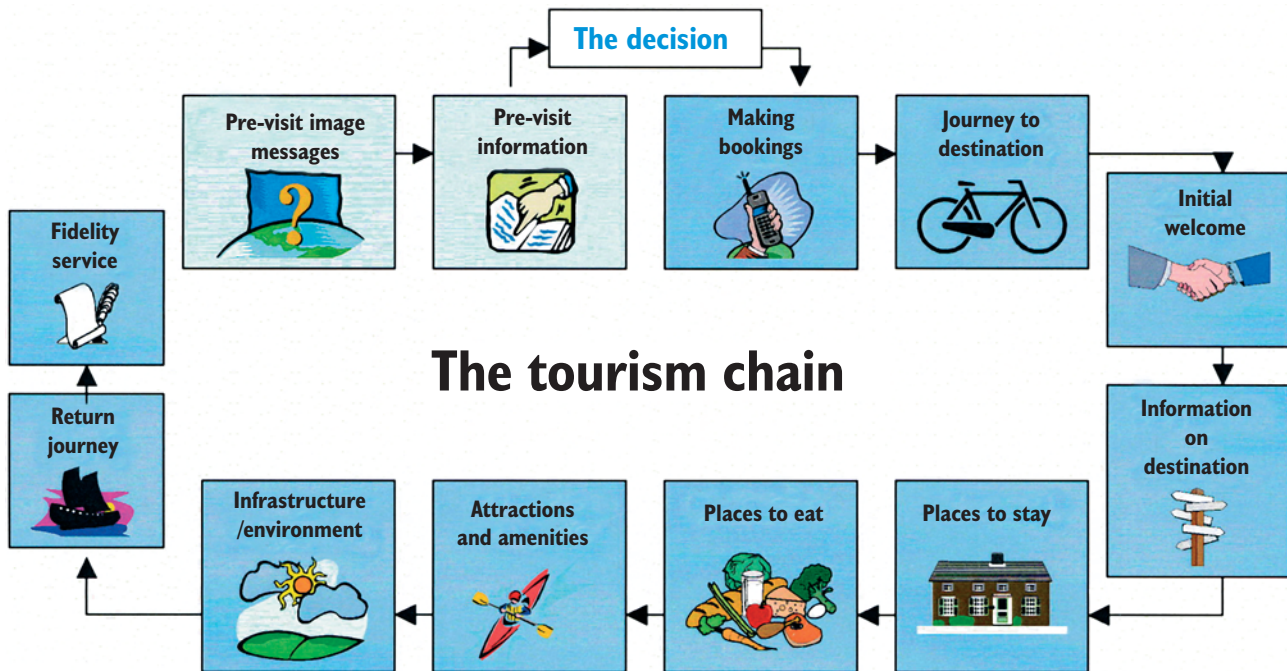 The decision
Pre-visit image
messages
Pre-visit
information
Making
bookings
Journey to
destination
Initial
welcome
Information
on
destination
Places to stay
Places to eat
Attractions
and amenities
Infrastructure
/environment
Return
journey
Fidelity
service
The tourism chain